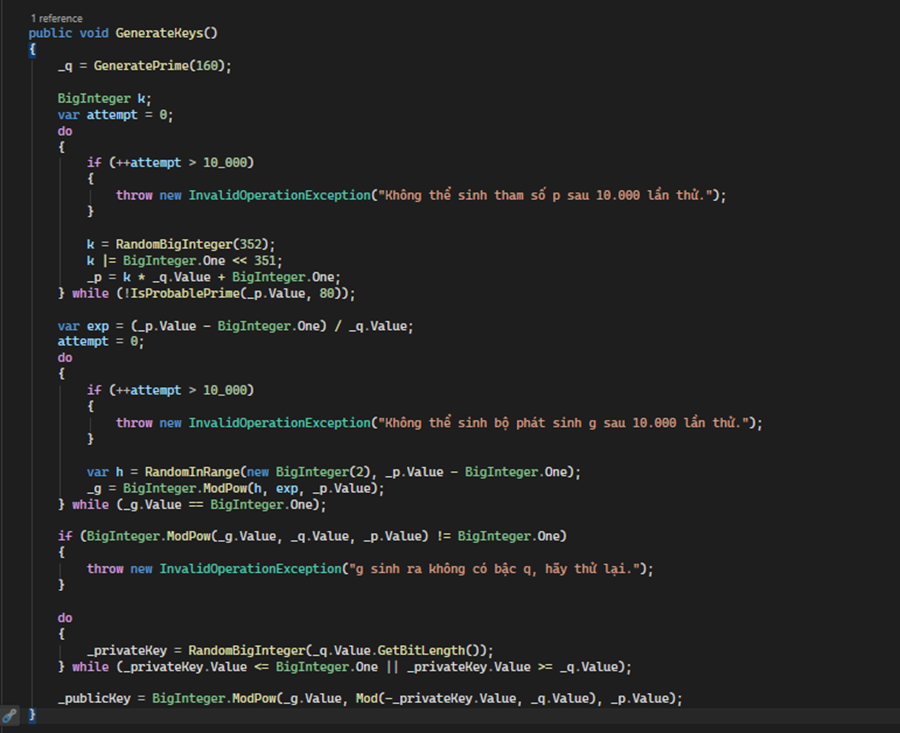 1 reference
public void GenerateKeys()
{
    _q = GeneratePrime(160);

    BigInteger k;
    var attempt = 0;
    do
    {
        if (++attempt > 10_000)
        {
            throw new InvalidOperationException("Không thể sinh tham số p sau 10.000 lần thử.");
        }

        k = RandomBigInteger(352);
        k |= BigInteger.One << 351;
        _p = k * _q.Value + BigInteger.One;
    } while (!IsProbablePrime(_p.Value, 80));

    var exp = (_p.Value - BigInteger.One) / _q.Value;
    attempt = 0;
    do
    {
        if (++attempt > 10_000)
        {
            throw new InvalidOperationException("Không thể sinh bộ phát sinh g sau 10.000 lần thử.");
        }

        var h = RandomInRange(new BigInteger(2), _p.Value - BigInteger.One);
        _g = BigInteger.ModPow(h, exp, _p.Value);
    } while (_g.Value == BigInteger.One);

    if (BigInteger.ModPow(_g.Value, _q.Value, _p.Value) != BigInteger.One)
    {
        throw new InvalidOperationException("g sinh ra không có bậc q, hãy thử lại.");
    }

    do
    {
        _privateKey = RandomBigInteger(_q.Value.GetBitLength());
    } while (_privateKey.Value <= BigInteger.One || _privateKey.Value >= _q.Value);

    _publicKey = BigInteger.ModPow(_g.Value, Mod(-_privateKey.Value, _q.Value), _p.Value);
}